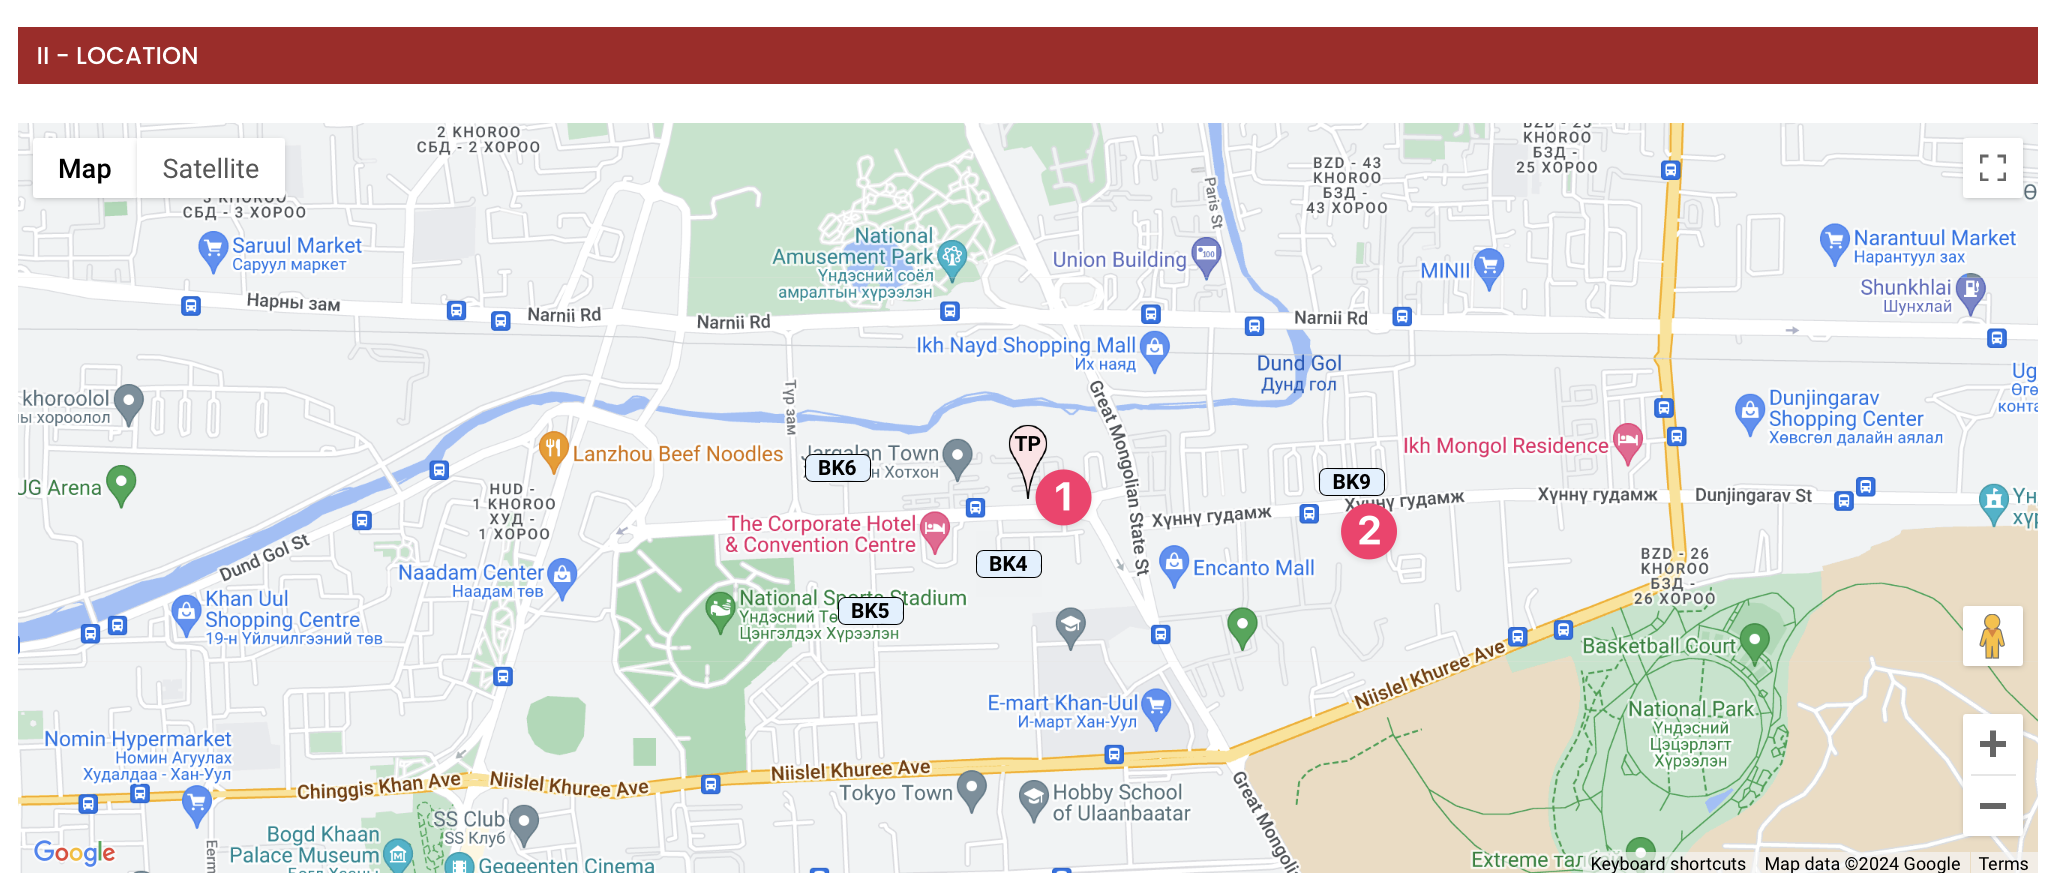 II - LOCATION
2 KHOROO
СБД - 2 ХОРОО
Map
Satellite
3 KHOROO
СБД - 3 ХОРОО
BZD - 25
KHOROO
БЗД -
25 ХОРОО
BZD - 43
KHOROO
БЗД -
43 ХОРОО
Paris St
Saruul Market
Саруул маркет
National
Amusement Park
Үндэсний соёл
амралтын хүрээлэн
Union Building
100
MINII
Narantuul Market
Нарантуул зах
Shunkhlai
Шунхлай
Нарны зам
Narnii Rd
Narnii Rd
Narnii Rd
Ikh Nayd Shopping Mall
Их наяд
Dund Gol
Дунд гол
Ug
Өгө
конта
khoroolol
ы хороолол
Түр зам
Great Mongolian State St
Dunjingarav
Shopping Center
Хөвсгөл далайн аялал
Lanzhou Beef Noodles
Jargalan Town
н Хотхон
BK6
TP
1
Ikh Mongol Residence
BK9
JG Arena
HUD -
1 KHOROO
ХУД -
1 ХОРОО
Хүннү гудамж
Хүннү гудамж
Хүннү гудамж
Dunjingarav St
Үн
хүр
2
The Corporate Hotel
& Convention Centre
BK4
Encanto Mall
Dund Gol St
Naadam Center
Наадам төв
BZD - 26
KHOROO
БЗД -
26 ХОРОО
Khan Uul
Shopping Centre
19-н Үйлчилгээний төв
National Sports Stadium
Үндэсний Тө
Цэнгэлдэх Хүрээлэн
BK5
Basketball Court
Niislel Khuree Ave
E-mart Khan-Uul
И-март Хан-Уул
National Park
Үндэсний
Цэцэрлэгт
Хүрээлэн
Nomin Hypermarket
Номин Агуулах
Худалдаа - Хан-Уул
Chinggis Khan Ave
Niislel Khuree Ave
Niislel Khuree Ave
Tokyo Town
Hobby School
of Ulaanbaatar
Great Mongoli
SS Club
SS Клуб
Bogd Khaan
Palace Museum
Gegeenten Cinema
Google
Extreme тал
Keyboard shortcuts
Map data ©2024 Google
Terms